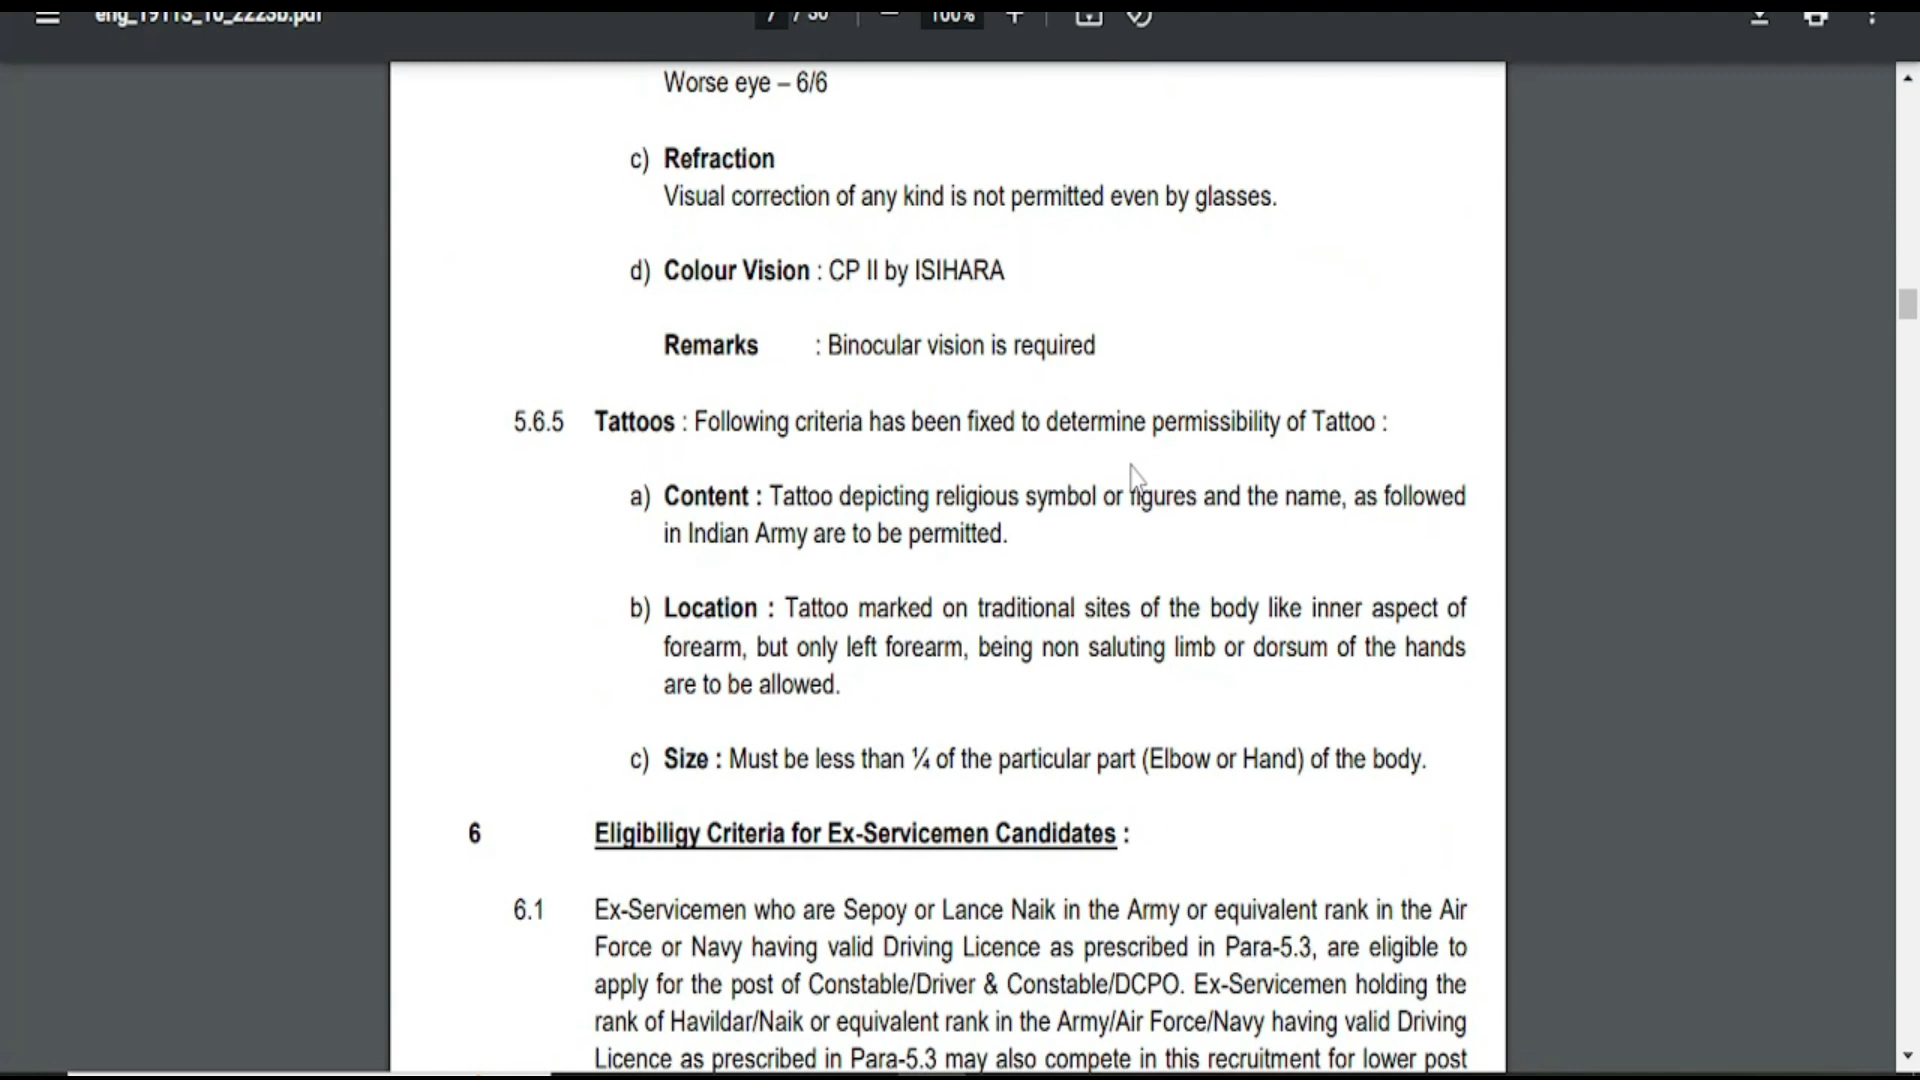 eng_19113_10_2223b.pdf
7 / 30
100%
Worse eye – 6/6
c) Refraction
Visual correction of any kind is not permitted even by glasses.
d) Colour Vision : CP II by ISIHARA
Remarks : Binocular vision is required
5.6.5 Tattoos : Following criteria has been fixed to determine permissibility of Tattoo :
a) Content : Tattoo depicting religious symbol or figures and the name, as followed
in Indian Army are to be permitted.
b) Location : Tattoo marked on traditional sites of the body like inner aspect of
forearm, but only left forearm, being non saluting limb or dorsum of the hands
are to be allowed.
c) Size : Must be less than ¼ of the particular part (Elbow or Hand) of the body.
6 Eligibiligy Criteria for Ex-Servicemen Candidates :
6.1 Ex-Servicemen who are Sepoy or Lance Naik in the Army or equivalent rank in the Air
Force or Navy having valid Driving Licence as prescribed in Para-5.3, are eligible to
apply for the post of Constable/Driver & Constable/DCPO. Ex-Servicemen holding the
rank of Havildar/Naik or equivalent rank in the Army/Air Force/Navy having valid Driving
Licence as prescribed in Para-5.3 may also compete in this recruitment for lower post